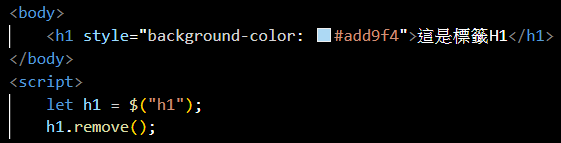 <body>
<h1 style="background-color: #add9f4">這是標籤H1</h1>
</body>
<script>
let h1 = $("h1");
h1.remove();